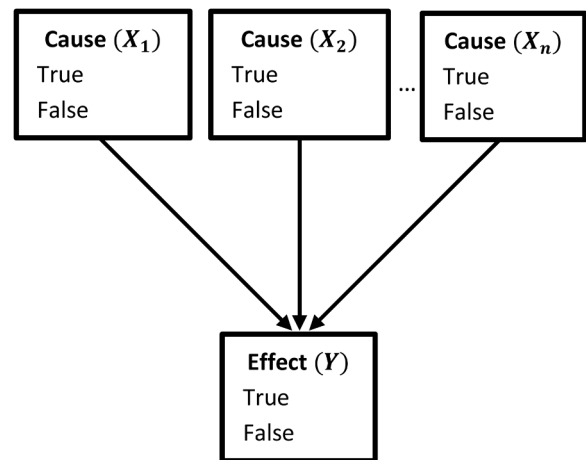 Cause (X₁)
True
False
Cause (X₂)
True
False
...
Cause (Xₙ)
True
False
Effect (Y)
True
False